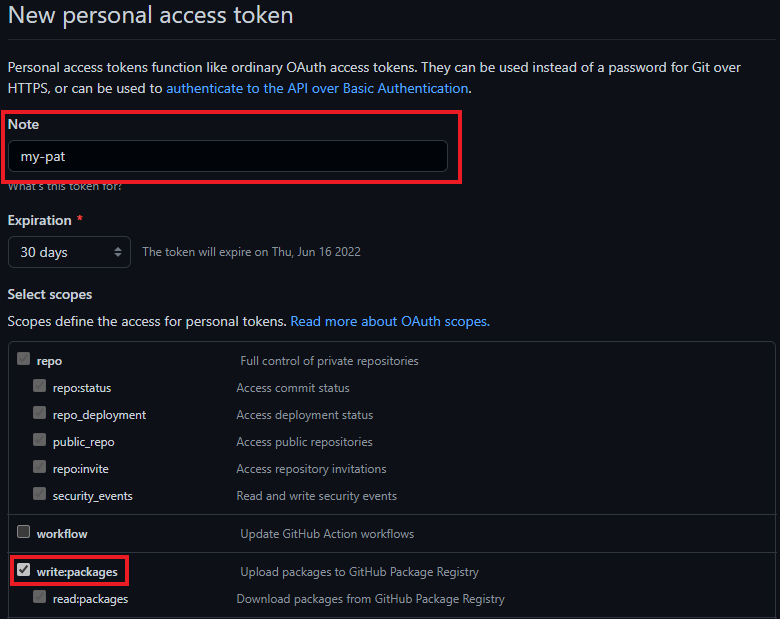 New personal access token
Personal access tokens function like ordinary OAuth access tokens. They can be used instead of a password for Git over
HTTPS, or can be used to authenticate to the API over Basic Authentication.
Note
my-pat
What's this token for?
Expiration *
30 days The token will expire on Thu, Jun 16 2022
Select scopes
Scopes define the access for personal tokens. Read more about OAuth scopes.
repo Full control of private repositories
repo:status Access commit status
repo_deployment Access deployment status
public_repo Access public repositories
repo:invite Access repository invitations
security_events Read and write security events
workflow Update GitHub Action workflows
write:packages Upload packages to GitHub Package Registry
read:packages Download packages from GitHub Package Registry